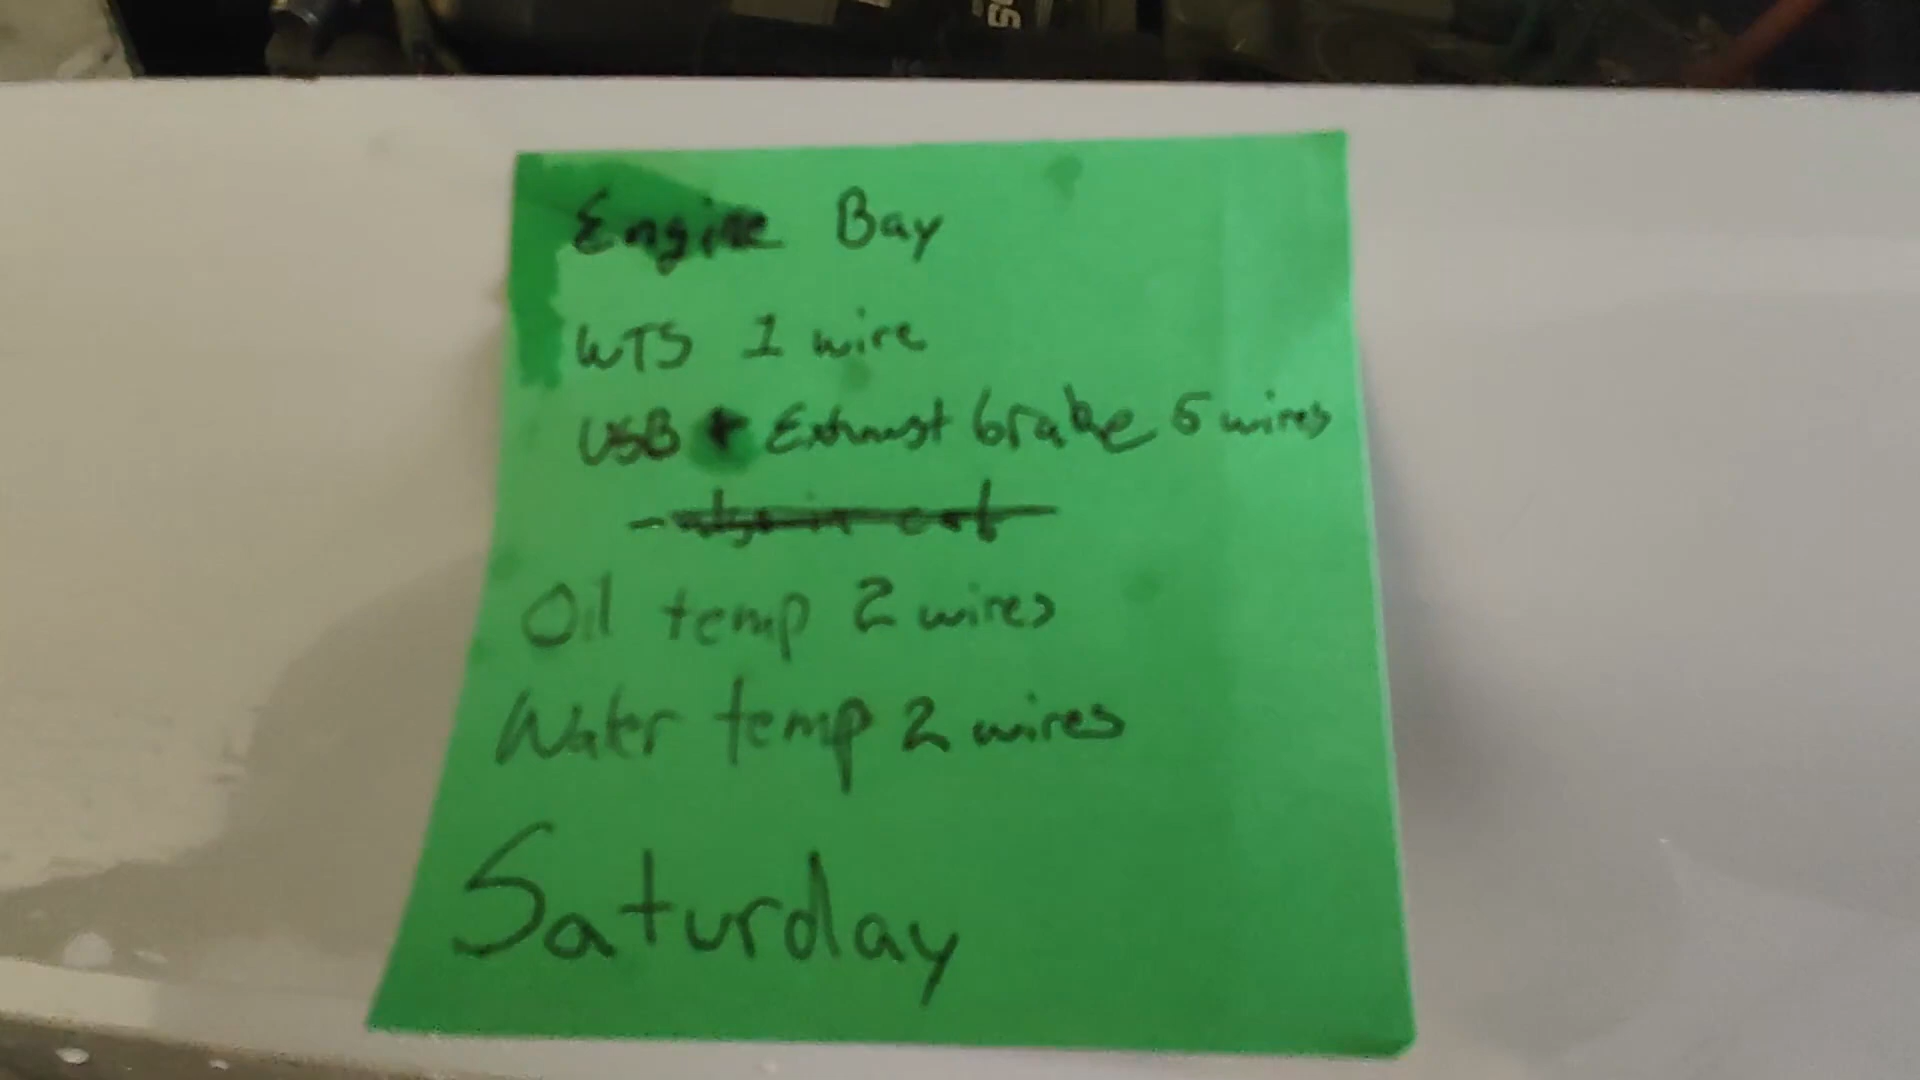 Engine Bay
WTS 1 wire
USB + Exhaust brake 5 wires
Oil temp 2 wires
Water temp 2 wires
Saturday